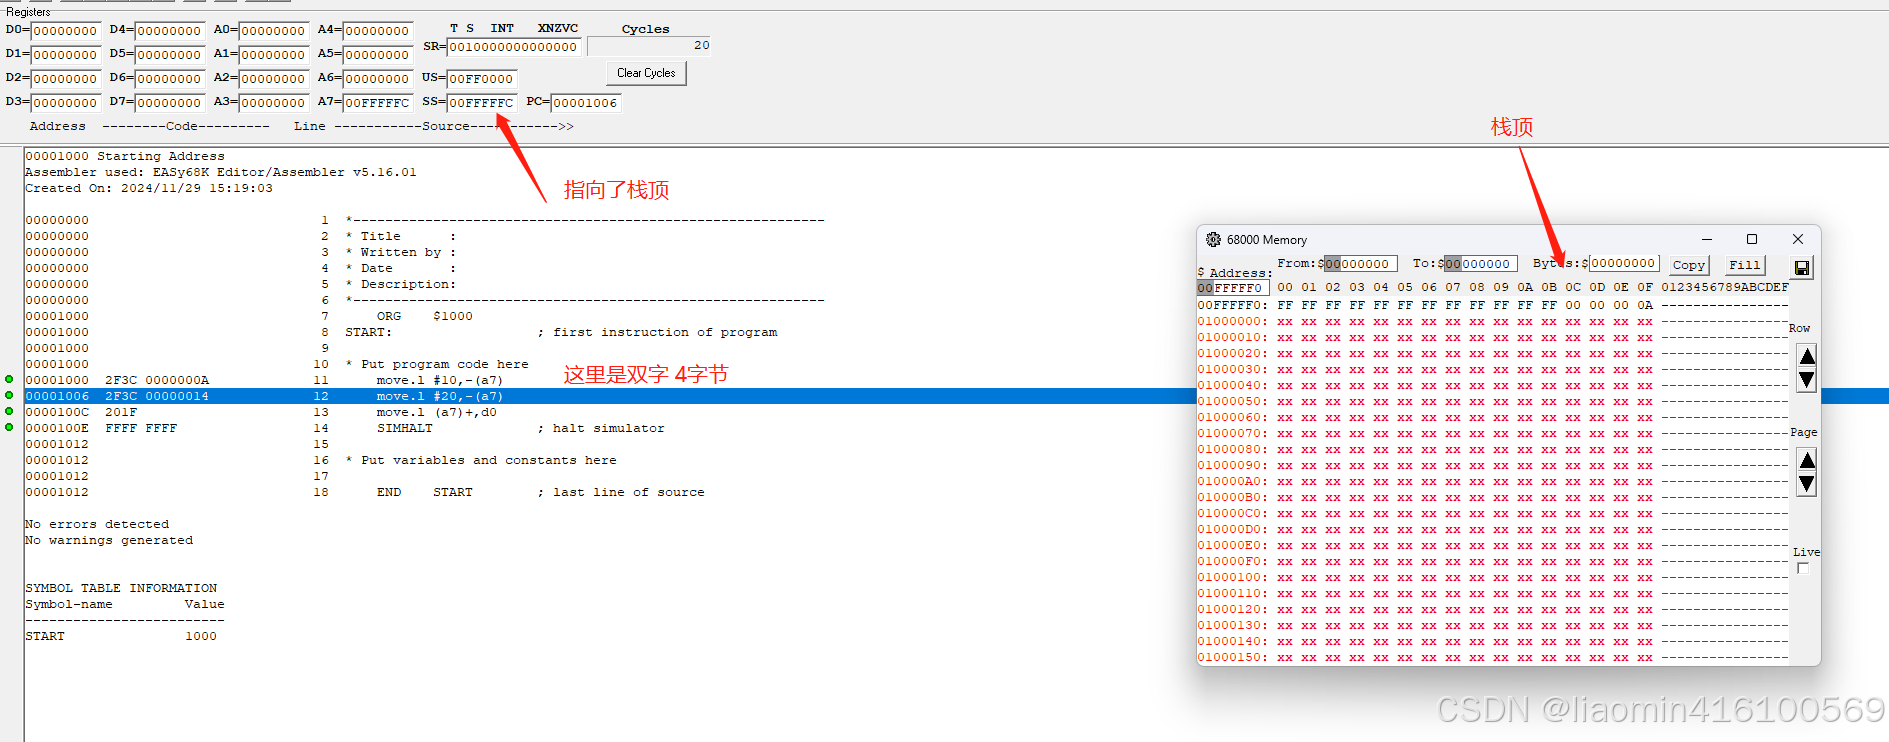 Registers
D0=00000000 D4=00000000 A0=00000000 A4=00000000 T S INT XNZVC Cycles
D1=00000000 D5=00000000 A1=00000000 A5=00000000 SR=0010000000000000 20
D2=00000000 D6=00000000 A2=00000000 A6=00000000 US=00FF0000 Clear Cycles
D3=00000000 D7=00000000 A3=00000000 A7=00FFFFFC SS=00FFFFFC PC=00001006
Address --------Code--------- Line -----------Source----------->>
栈顶
指向了栈顶
00001000 Starting Address
Assembler used: EASy68K Editor/Assembler v5.16.01
Created On: 2024/11/29 15:19:03
00000000 1 *-----------------------------------------------------------
00000000 2 * Title :
00000000 3 * Written by :
00000000 4 * Date :
00000000 5 * Description:
00000000 6 *-----------------------------------------------------------
00001000 7 ORG $1000
00001000 8 START: ; first instruction of program
00001000 9
00001000 10 * Put program code here
00001000 2F3C 0000000A 11 move.l #10,-(a7)
这里是双字 4字节
00001006 2F3C 00000014 12 move.l #20,-(a7)
0000100C 201F 13 move.l (a7)+,d0
0000100E FFFF FFFF 14 SIMHALT ; halt simulator
00001012 15
00001012 16 * Put variables and constants here
00001012 17
00001012 18 END START ; last line of source
No errors detected
No warnings generated
SYMBOL TABLE INFORMATION
Symbol-name Value
-------------------------
START 1000
68000 Memory
From:$00000000 To:$00000000 Bytes:$00000000 Copy Fill
$ Address:
00FFFFF0 00 01 02 03 04 05 06 07 08 09 0A 0B 0C 0D 0E 0F 0123456789ABCDEF
00FFFFF0: FF FF FF FF FF FF FF FF FF FF FF FF 00 00 00 0A ----------------
01000000: xx xx xx xx xx xx xx xx xx xx xx xx xx xx xx xx ----------------
01000010: xx xx xx xx xx xx xx xx xx xx xx xx xx xx xx xx ----------------
01000020: xx xx xx xx xx xx xx xx xx xx xx xx xx xx xx xx ----------------
01000030: xx xx xx xx xx xx xx xx xx xx xx xx xx xx xx xx ----------------
01000040: xx xx xx xx xx xx xx xx xx xx xx xx xx xx xx xx ----------------
01000050: xx xx xx xx xx xx xx xx xx xx xx xx xx xx xx xx ----------------
01000060: xx xx xx xx xx xx xx xx xx xx xx xx xx xx xx xx ----------------
01000070: xx xx xx xx xx xx xx xx xx xx xx xx xx xx xx xx ----------------
01000080: xx xx xx xx xx xx xx xx xx xx xx xx xx xx xx xx ----------------
01000090: xx xx xx xx xx xx xx xx xx xx xx xx xx xx xx xx ----------------
010000A0: xx xx xx xx xx xx xx xx xx xx xx xx xx xx xx xx ----------------
010000B0: xx xx xx xx xx xx xx xx xx xx xx xx xx xx xx xx ----------------
010000C0: xx xx xx xx xx xx xx xx xx xx xx xx xx xx xx xx ----------------
010000D0: xx xx xx xx xx xx xx xx xx xx xx xx xx xx xx xx ----------------
010000E0: xx xx xx xx xx xx xx xx xx xx xx xx xx xx xx xx ----------------
010000F0: xx xx xx xx xx xx xx xx xx xx xx xx xx xx xx xx ----------------
01000100: xx xx xx xx xx xx xx xx xx xx xx xx xx xx xx xx ----------------
01000110: xx xx xx xx xx xx xx xx xx xx xx xx xx xx xx xx ----------------
01000120: xx xx xx xx xx xx xx xx xx xx xx xx xx xx xx xx ----------------
01000130: xx xx xx xx xx xx xx xx xx xx xx xx xx xx xx xx ----------------
01000140: xx xx xx xx xx xx xx xx xx xx xx xx xx xx xx xx ----------------
01000150: xx xx xx xx xx xx xx xx xx xx xx xx xx xx xx xx ----------------
Row
Page
Live
CSDN @liaomin416100569